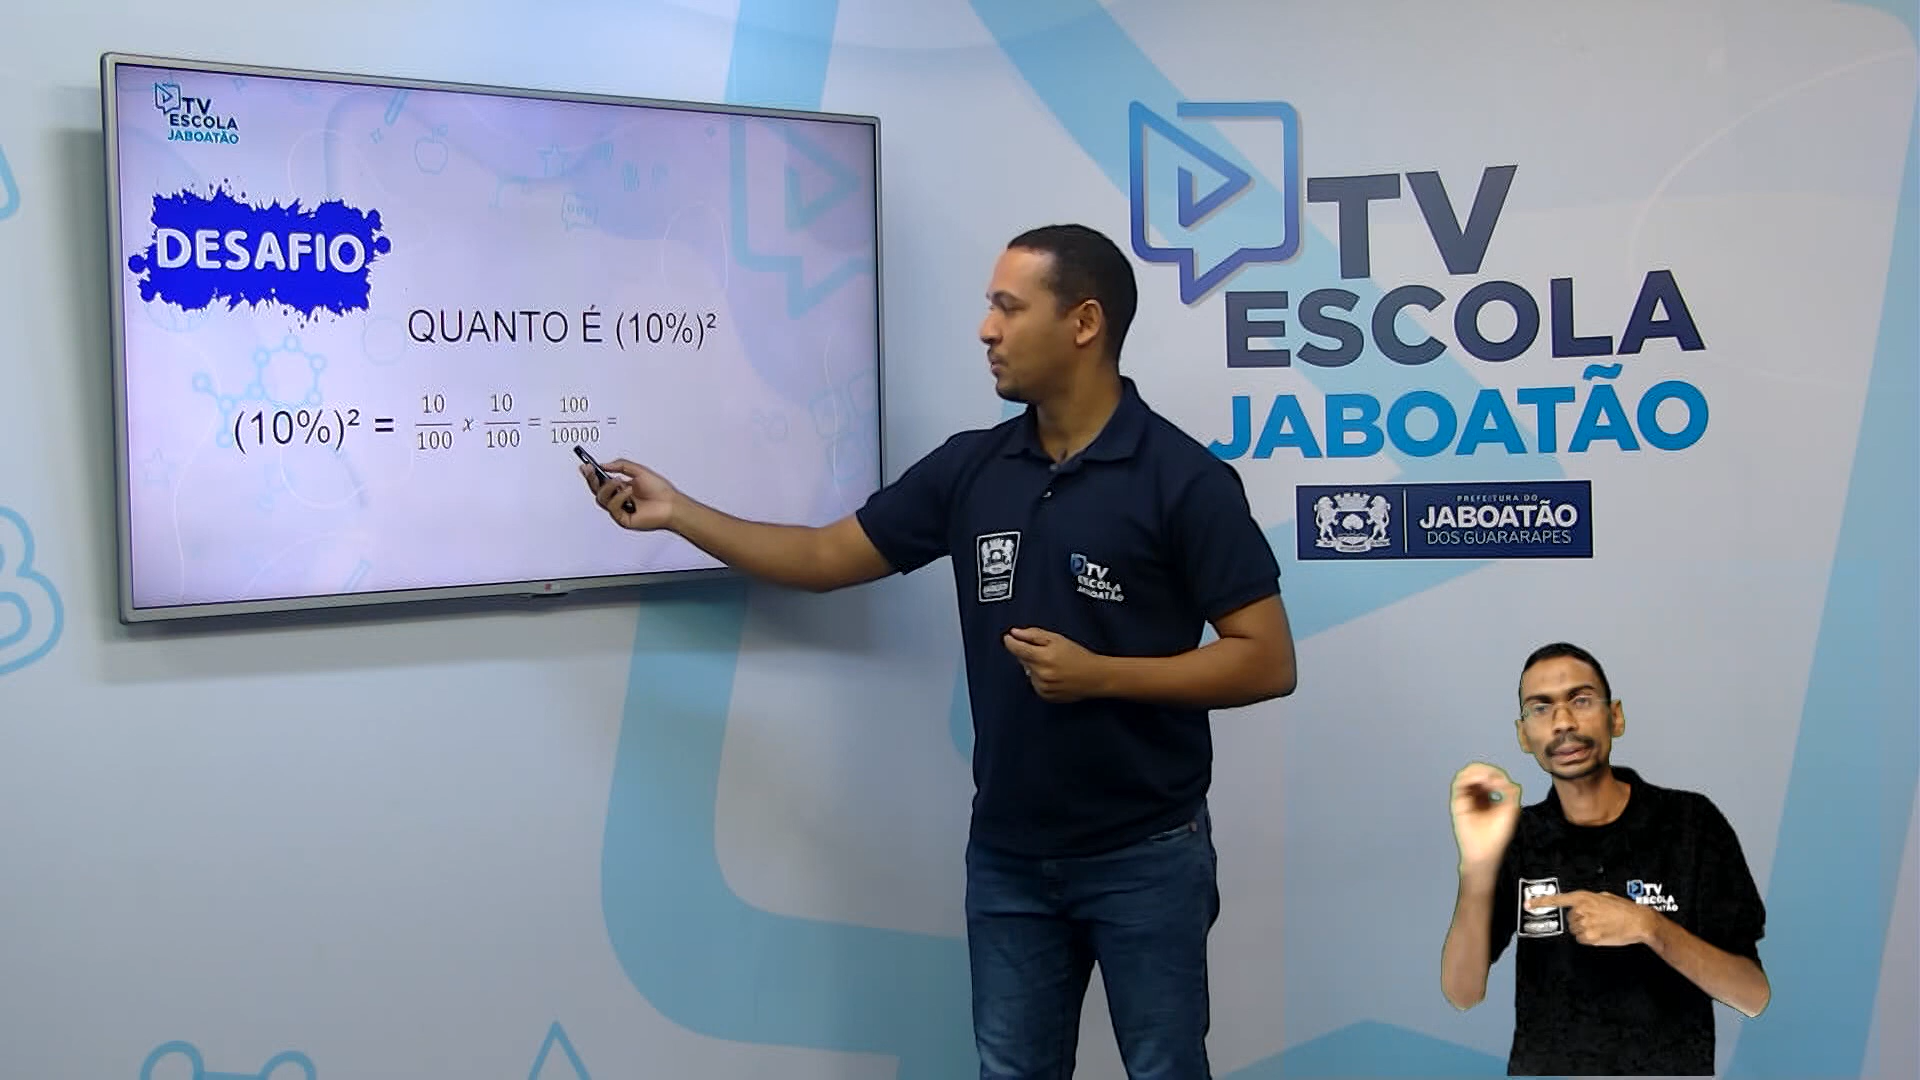 TV
ESCOLA
JABOATÃO
DESAFIO
QUANTO É (10%)²
(10%)² = 10/100 x 10/100 = 100/10000 =
TV
ESCOLA
JABOATÃO
PREFEITURA DO
JABOATÃO
DOS GUARARAPES
TV
ESCOLA
JABOATÃO
TV
ESCOLA